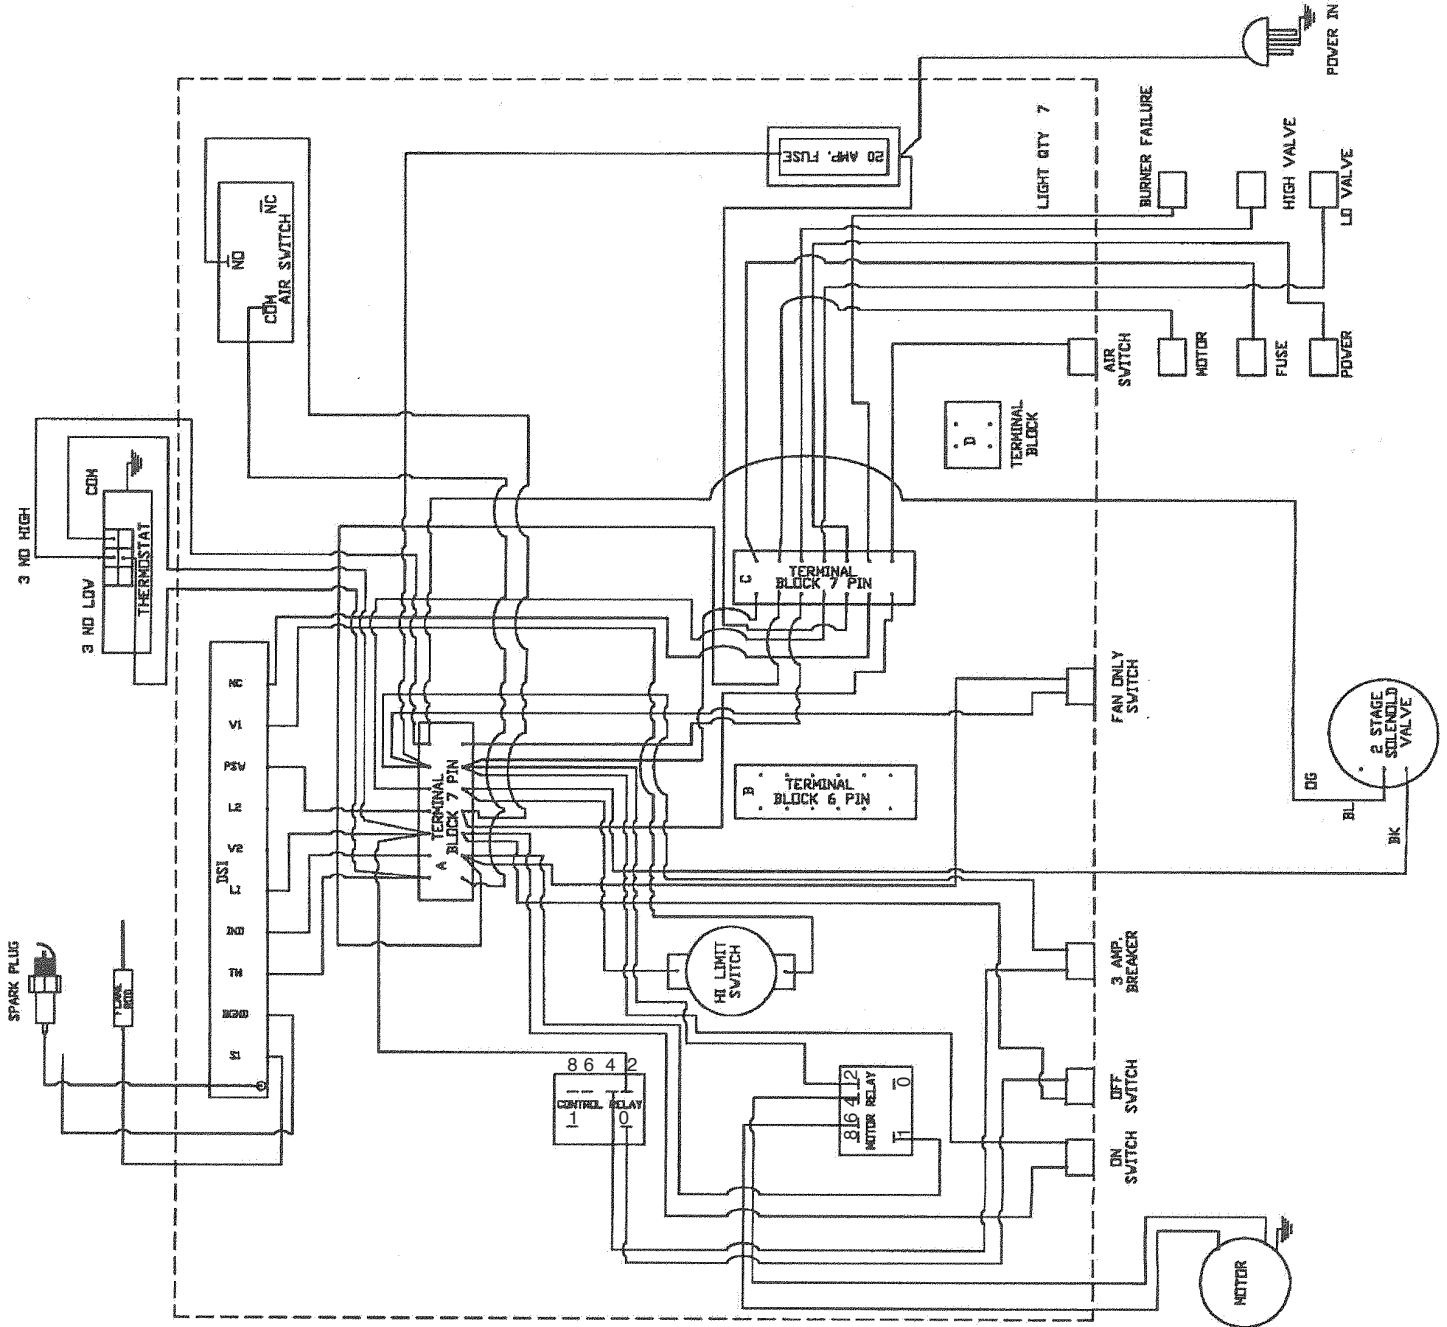 POWER IN
20 AMP. FUSE
LIGHT QTY 7
BURNER FAILURE
HIGH VALVE
LO VALVE
NC
NO
COM
AIR SWITCH
AIR
SWITCH
MOTOR
FUSE
POWER
3 NO HIGH
COM
3 NO LOW
THERMOSTAT
D
TERMINAL
BLOCK
C
TERMINAL
BLOCK 7 PIN
FAN ONLY
SWITCH
2 STAGE
SOLENOID
VALVE
OG
BL
BK
NC
V1
PSW
L2
V2
L1
IND
TH
BGND
S1
DSI
A
TERMINAL
BLOCK 7 PIN
B
TERMINAL
BLOCK 6 PIN
SPARK PLUG
HI LIMIT
SWITCH
3 AMP.
BREAKER
8 6 4 2
CONTROL RELAY
1 0
8 6 4 2
MOTOR RELAY
1 0
OFF
SWITCH
ON
SWITCH
MOTOR